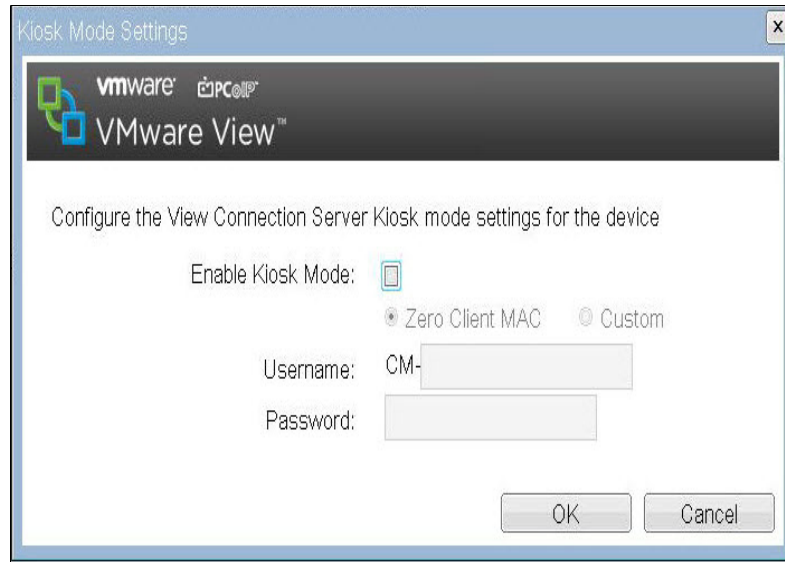 Kiosk Mode Settings
x
vmware PCoIP™
VMware View™
Configure the View Connection Server Kiosk mode settings for the device
Enable Kiosk Mode:
Zero Client MAC Custom
Username: CM-
Password:
OK Cancel